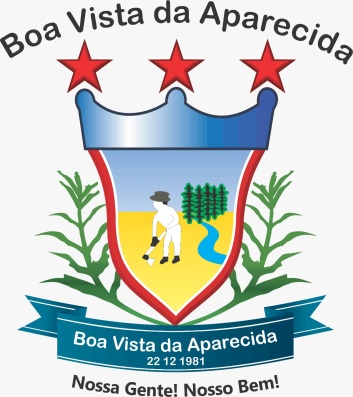 Boa Vista da Aparecida
Boa Vista da Aparecida
22 12 1981
Nossa Gente! Nosso Bem!